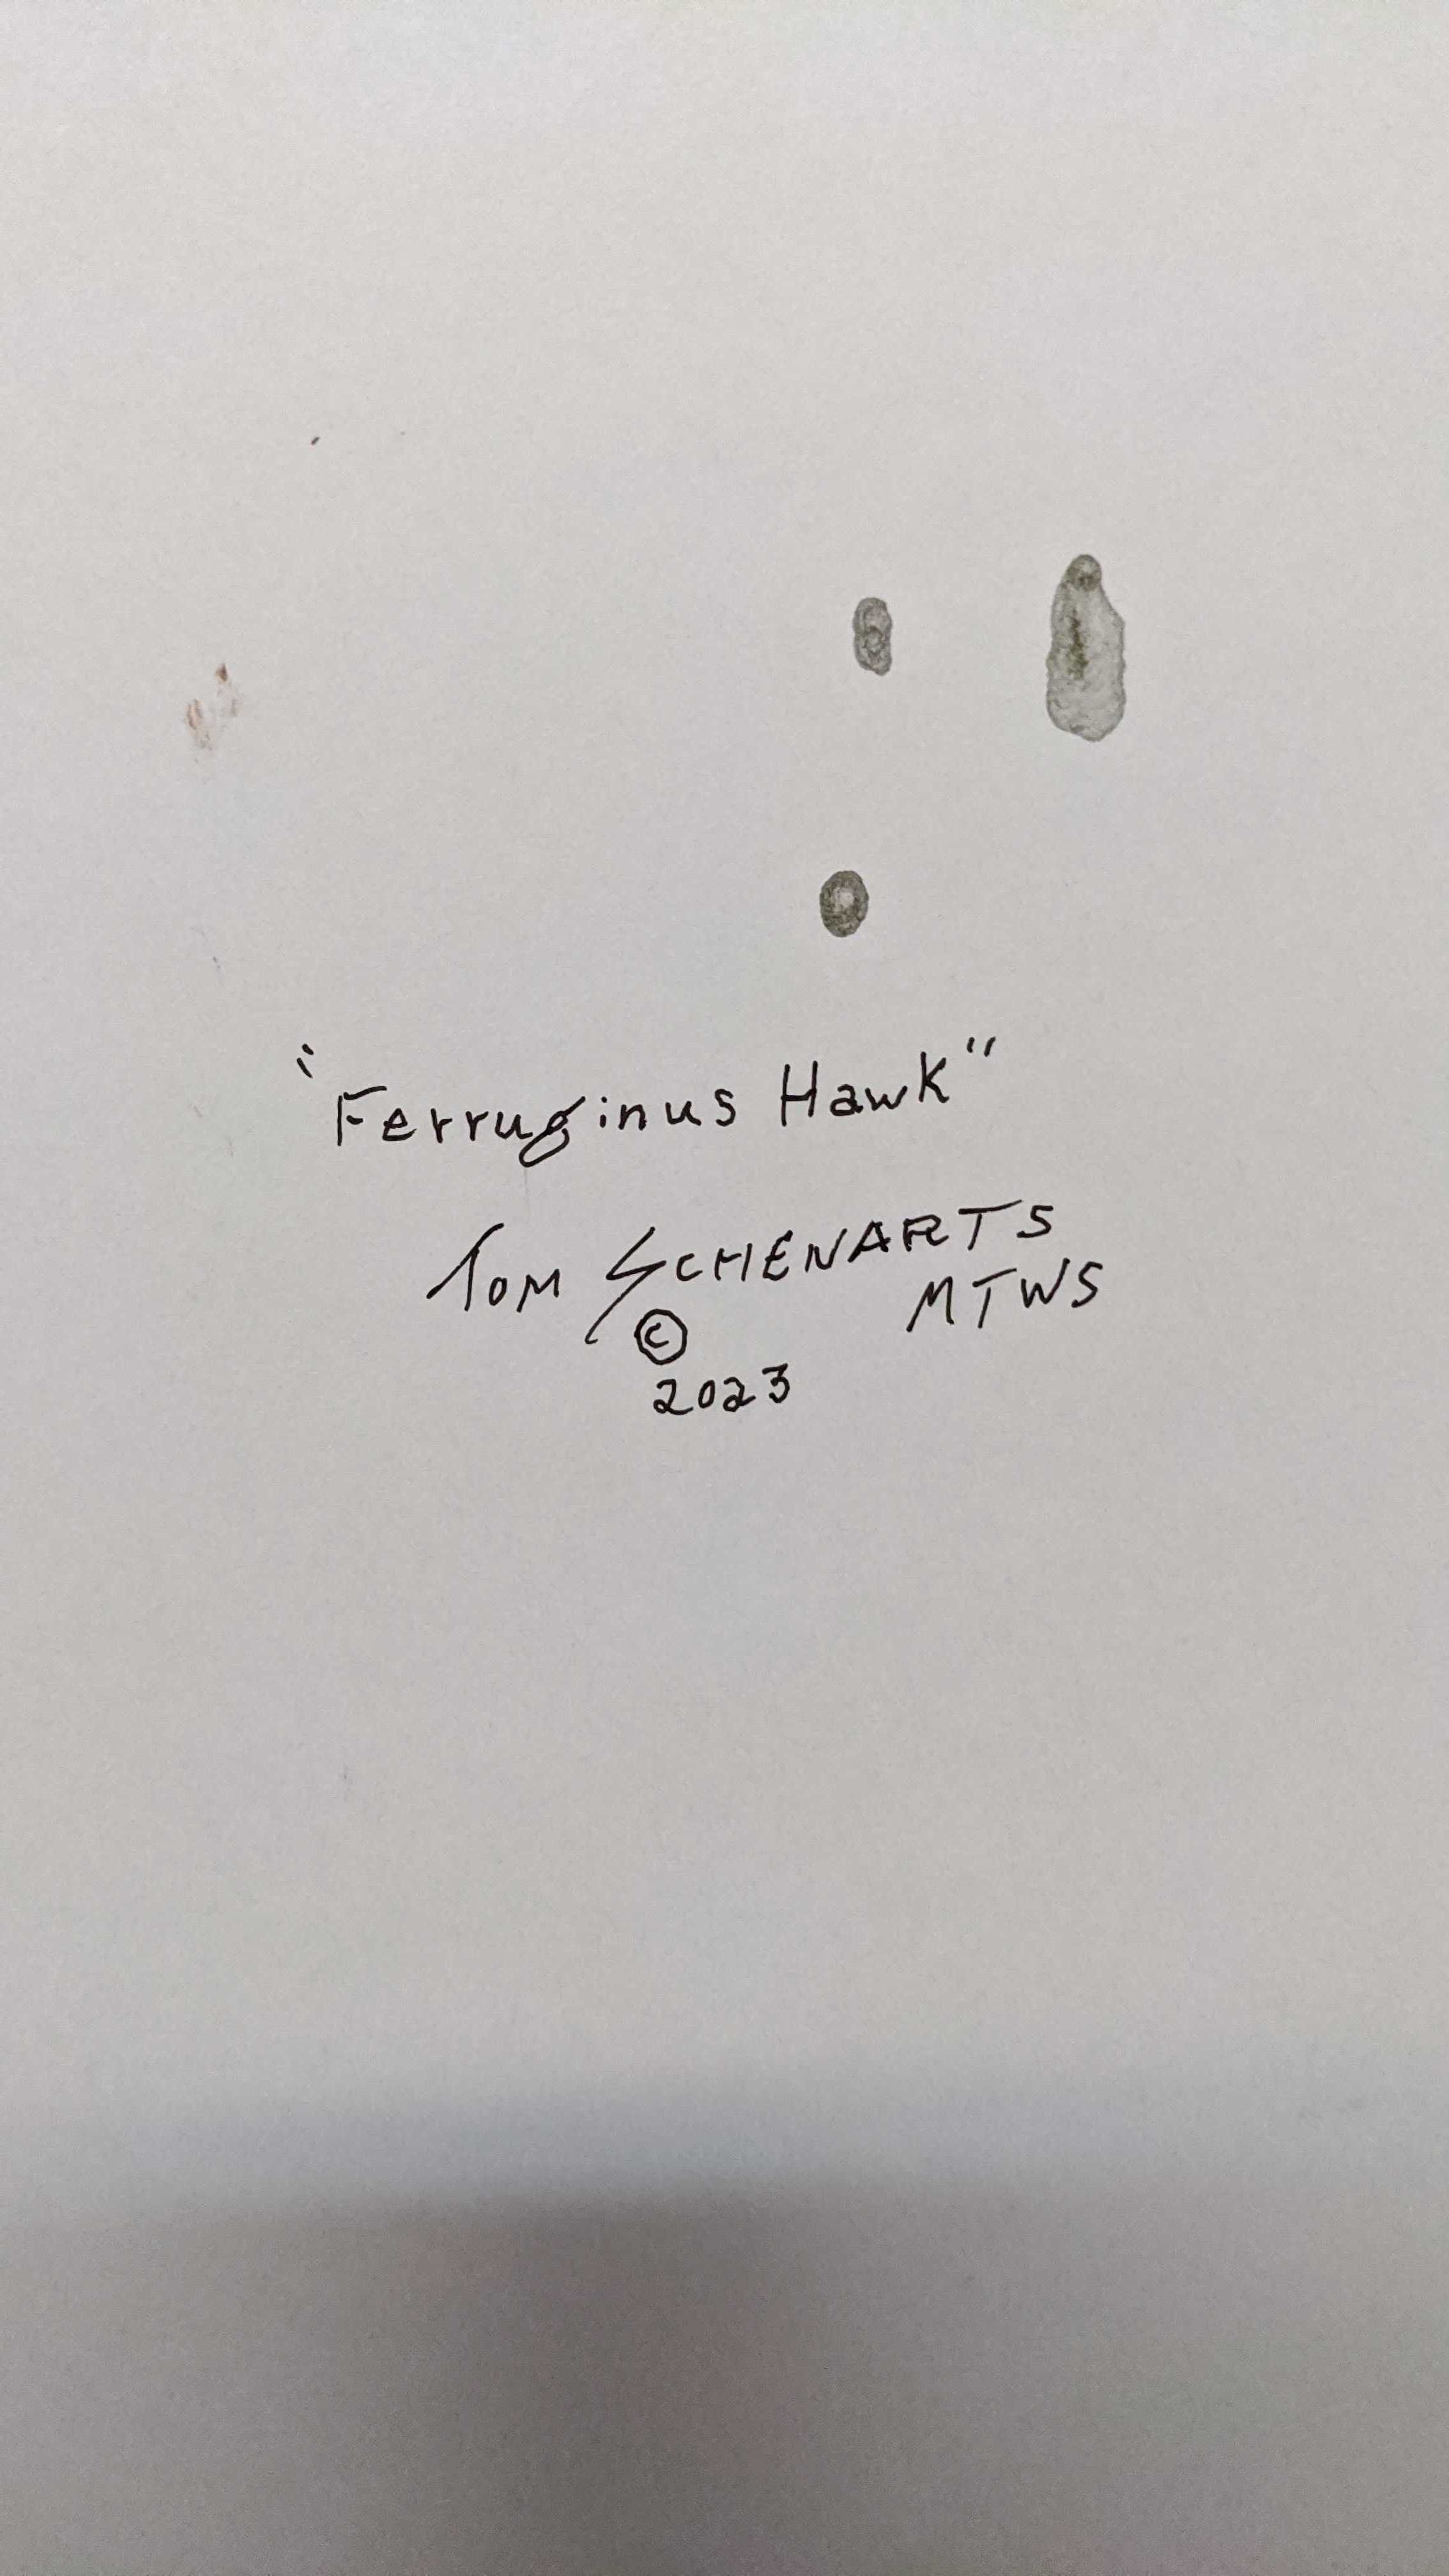 "Ferruginus Hawk"
TOM SCHENARTS
MTWS
©
2023